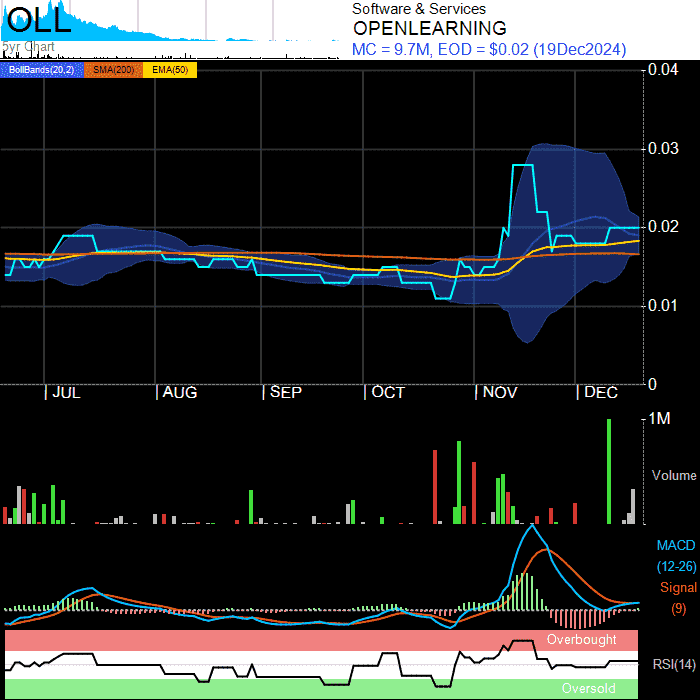 OLL
5yr Chart
Software & Services
OPENLEARNING
MC = 9.7M, EOD = $0.02 (19Dec2024)
BollBands(20,2) SMA(200) EMA(50)
0.04
0.03
0.02
0.01
0
JUL AUG SEP OCT NOV DEC
1M
Volume
MACD
(12-26)
Signal
(9)
Overbought
RSI(14)
Oversold